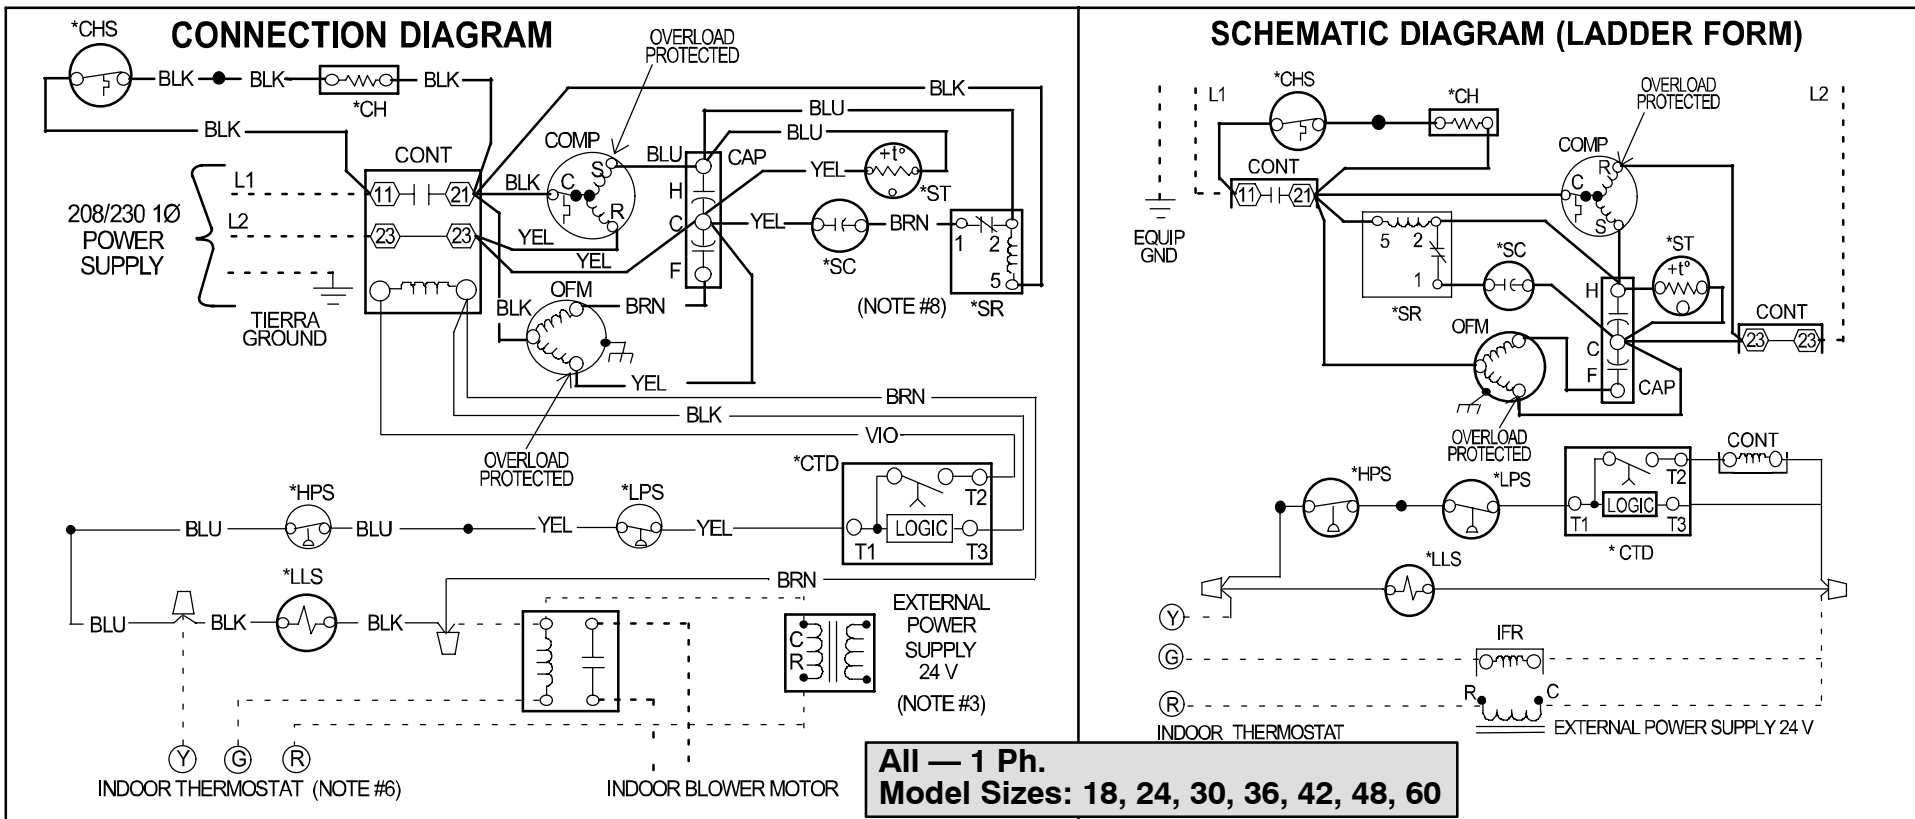 CONNECTION DIAGRAM
*CHS
OVERLOAD
PROTECTED
BLK
BLK
BLK
*CH
BLK
BLK
BLU
BLU
CONT
COMP
S
C
R
BLU
CAP
H
C
F
YEL
+t°
*ST
L1
L2
11
21
23
23
BLK
YEL
YEL
208/230 1Ø
POWER
SUPPLY
YEL
*SC
BRN
1
2
5
*SR
(NOTE #8)
TIERRA
GROUND
BLK
OFM
BRN
YEL
OVERLOAD
PROTECTED
BRN
BLK
VIO
*CTD
T2
LOGIC
T1
T3
*HPS
*LPS
BLU
BLU
YEL
YEL
*LLS
BRN
BLU
BLK
BLK
C
R
EXTERNAL
POWER
SUPPLY
24 V
(NOTE #3)
Y
G
R
INDOOR THERMOSTAT (NOTE #6)
INDOOR BLOWER MOTOR
SCHEMATIC DIAGRAM (LADDER FORM)
L1
*CHS
*CH
OVERLOAD
PROTECTED
L2
CONT
11
21
COMP
R
C
S
EQUIP
GND
5
2
1
*SR
*SC
*ST
+t°
H
C
F
CAP
CONT
23
23
OFM
OVERLOAD
PROTECTED
*HPS
*LPS
CONT
T2
LOGIC
T1
T3
* CTD
*LLS
Y
G
R
IFR
R
C
INDOOR THERMOSTAT
EXTERNAL POWER SUPPLY 24 V
All — 1 Ph.
Model Sizes: 18, 24, 30, 36, 42, 48, 60